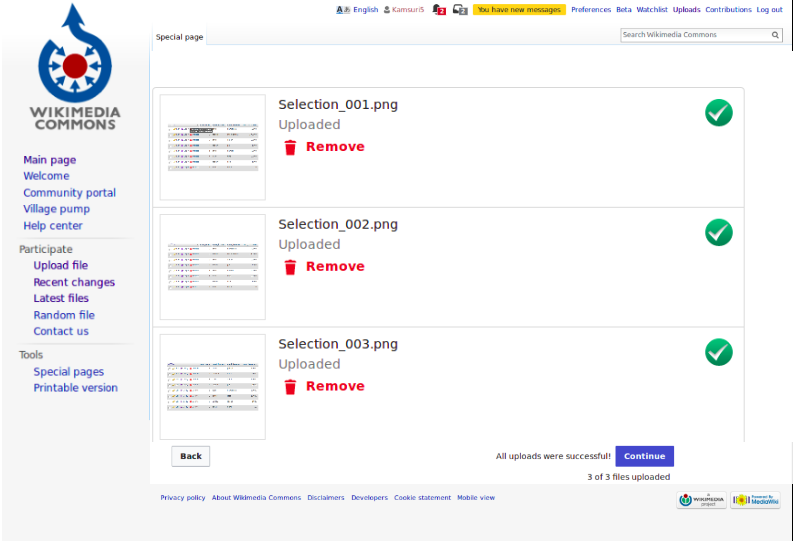 English Kamsuri5 2 2 You have new messages Preferences Beta Watchlist Uploads Contributions Log out
Special page
Search Wikimedia Commons
WIKIMEDIA
COMMONS
Main page
Welcome
Community portal
Village pump
Help center
Participate
Upload file
Recent changes
Latest files
Random file
Contact us
Tools
Special pages
Printable version
Selection_001.png
Uploaded
Remove
Selection_002.png
Uploaded
Remove
Selection_003.png
Uploaded
Remove
Back
All uploads were successful! Continue
3 of 3 files uploaded
Privacy policy About Wikimedia Commons Disclaimers Developers Cookie statement Mobile view
A
WIKIMEDIA
project
Powered By
MediaWiki